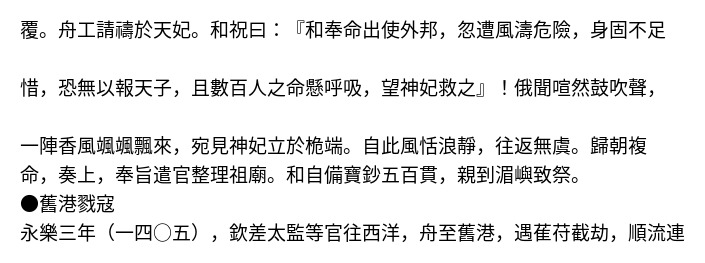 覆。舟工請禱於天妃。和祝曰：『和奉命出使外邦，忽遭風濤危險，身固不足
惜，恐無以報天子，且數百人之命懸呼吸，望神妃救之』！俄聞喧然鼓吹聲，
一陣香風颯颯飄來，宛見神妃立於桅端。自此風恬浪靜，往返無虞。歸朝複
命，奏上，奉旨遣官整理祖廟。和自備寶鈔五百貫，親到湄嶼致祭。
●舊港戮寇
永樂三年（一四〇五），欽差太監等官往西洋，舟至舊港，遇萑苻截劫，順流連